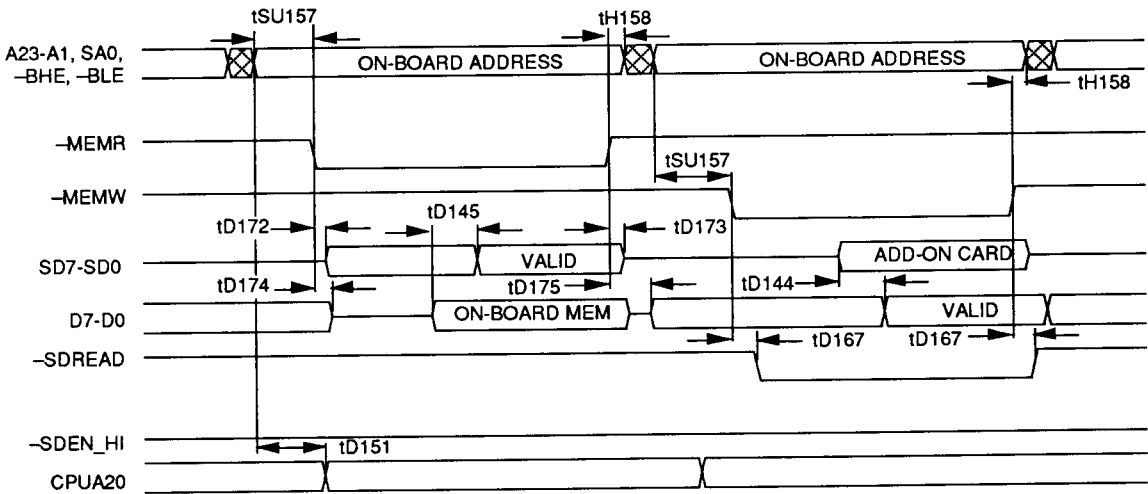 tSU157
tH158
A23-A1, SA0,
–BHE, –BLE
ON-BOARD ADDRESS
ON-BOARD ADDRESS
tH158
–MEMR
tSU157
–MEMW
tD172
tD145
tD173
SD7-SD0
VALID
ADD-ON CARD
tD174
tD175
tD144
D7-D0
ON-BOARD MEM
VALID
–SDREAD
tD167
tD167
–SDEN_HI
tD151
CPUA20